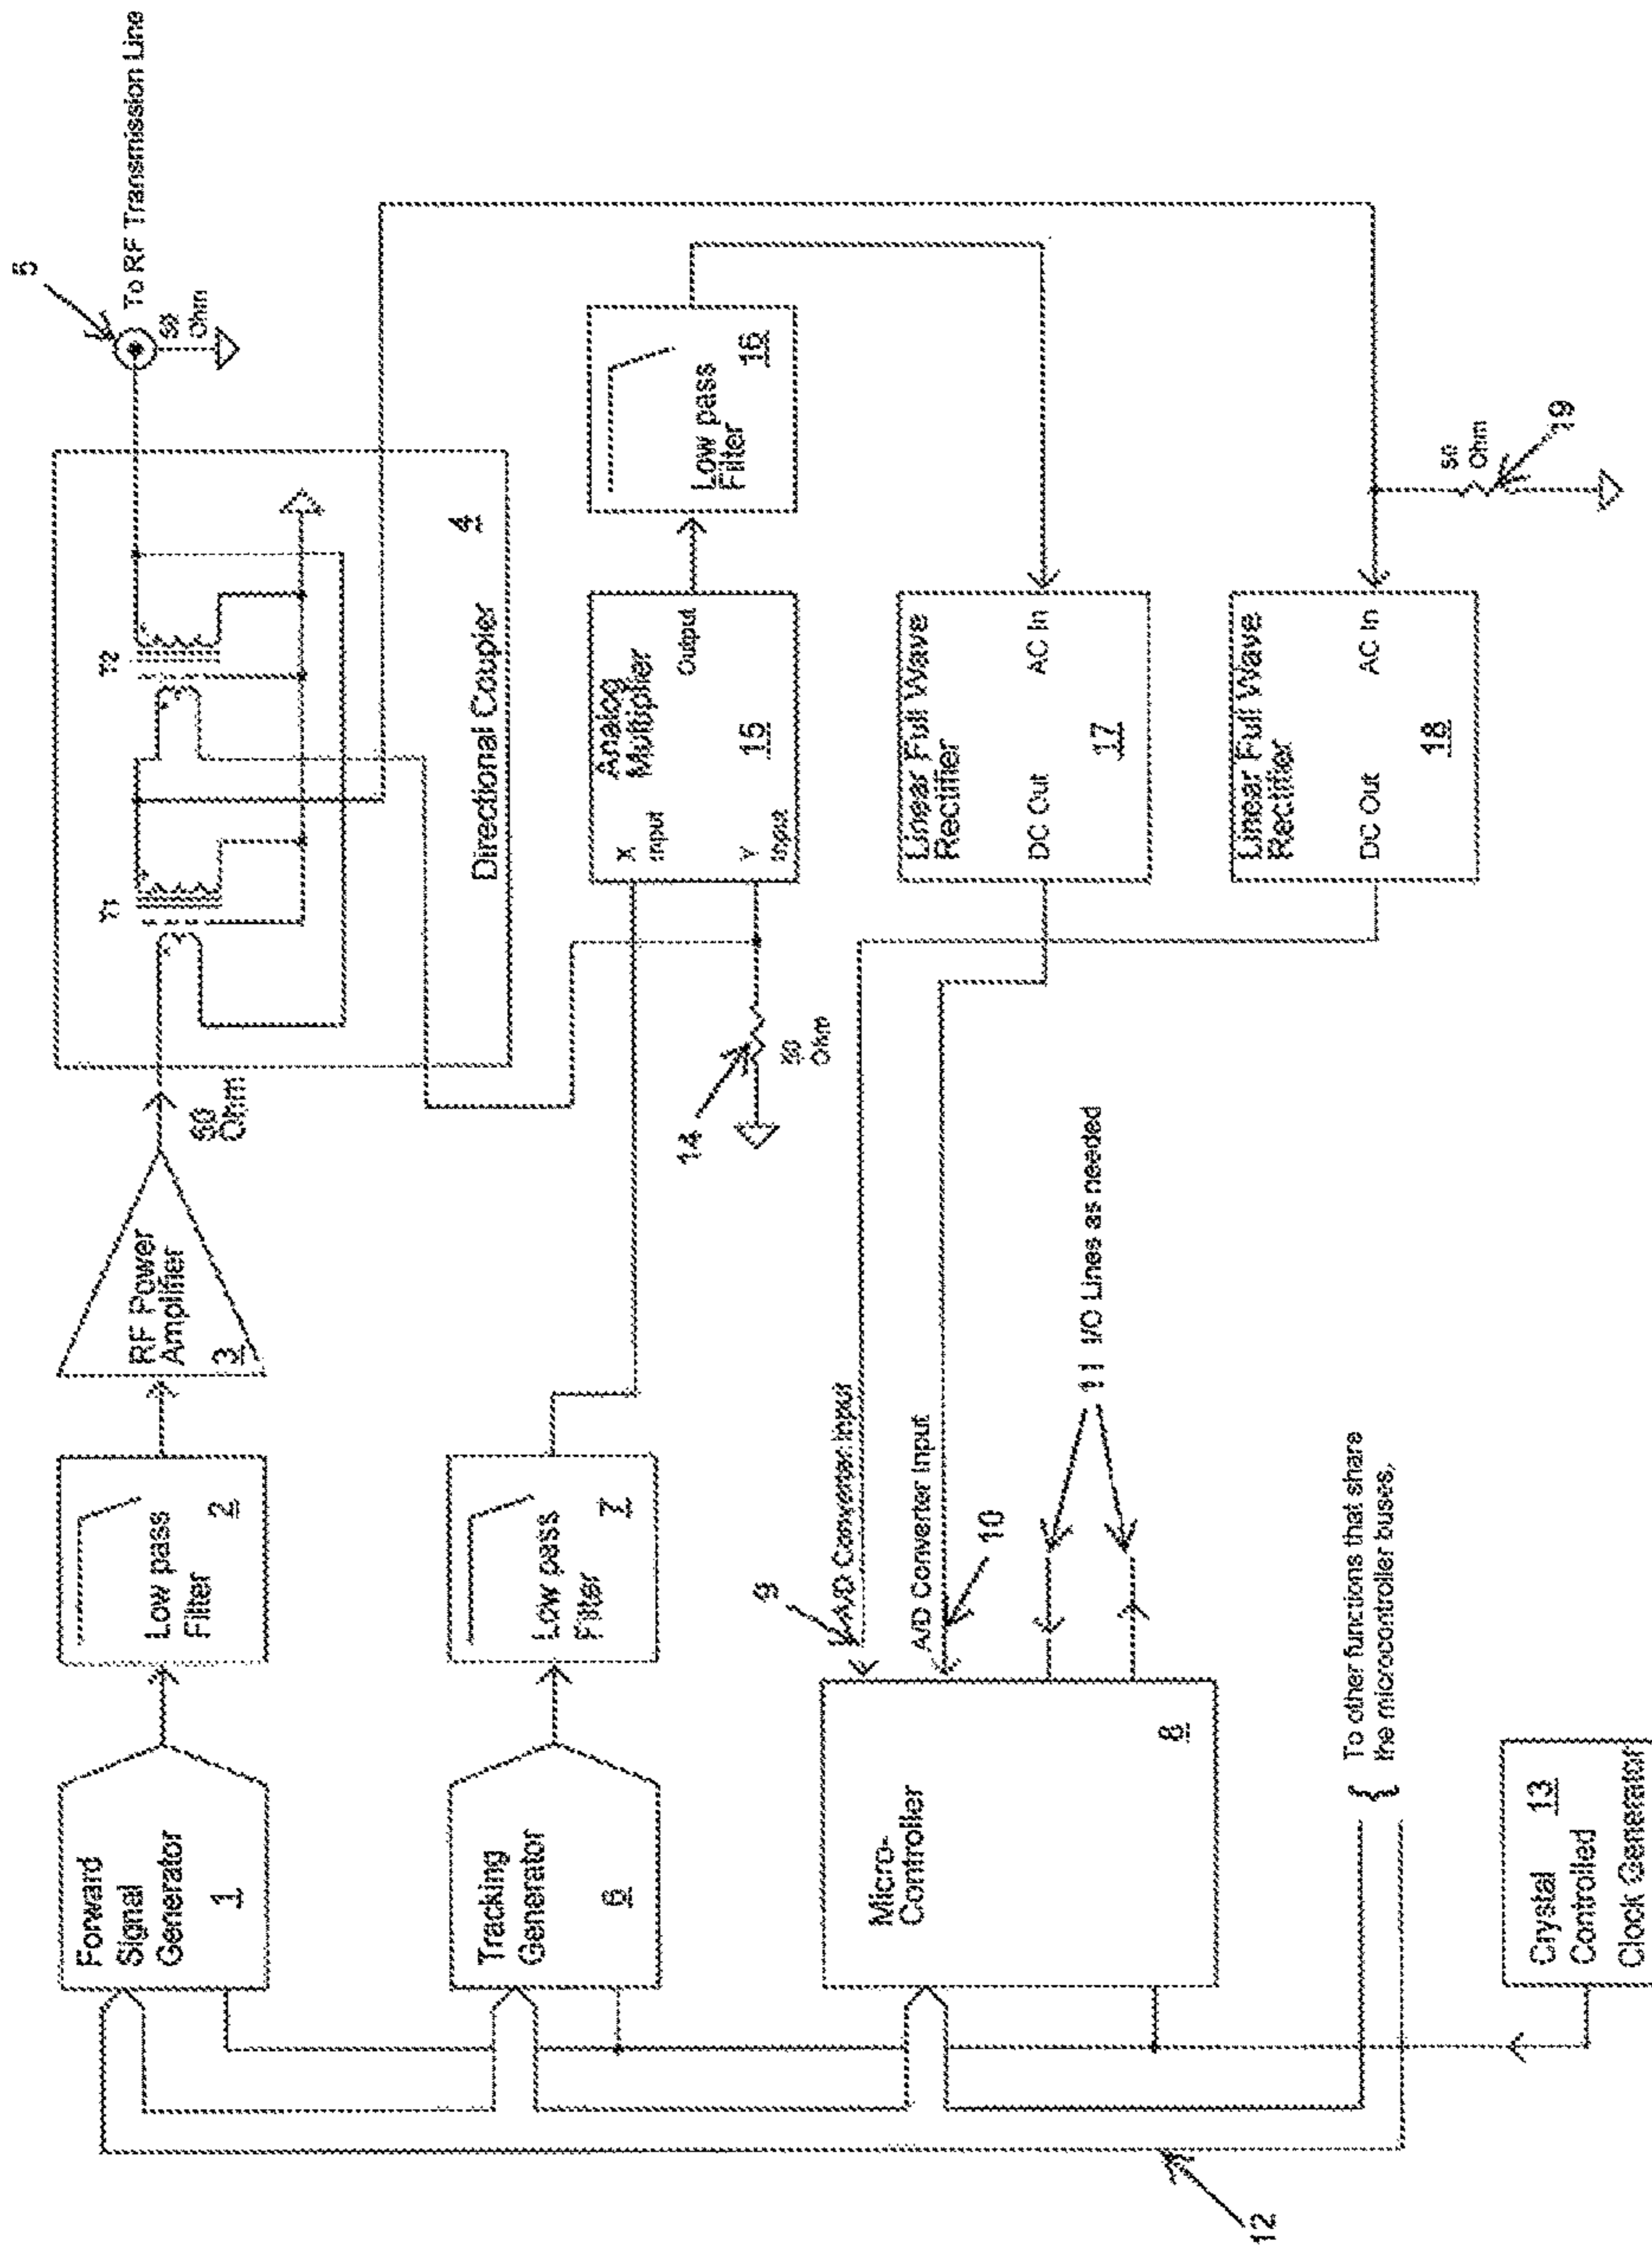 Forward
Signal
Generator
1
Low pass
Filter
2
RF Power
Amplifier
3
50
Ohm
T1
T2
Directional Coupler
4
5
To RF Transmission Line
50
Ohm
Tracking
Generator
6
Low pass
Filter
7
14
50
Ohm
X
Input
Y
Input
Analog
Multiplier
15
Output
Low pass
Filter
16
Micro-
Controller
8
9
A/D Converter Input
A/D Converter Input
10
11 I/O Lines as needed
Linear Full Wave
Rectifier
DC Out
17
AC In
Linear Full Wave
Rectifier
DC Out
18
AC In
50
Ohm
19
12
To other functions that share
the microcontroller buses.
Crystal 13
Controlled
Clock Generator